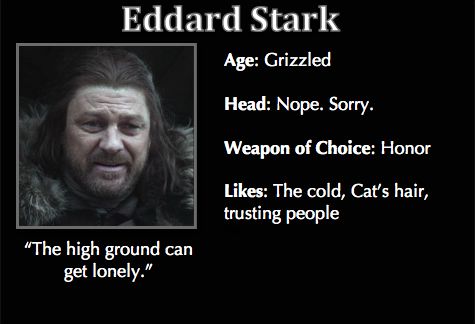 Eddard Stark
Age: Grizzled
Head: Nope. Sorry.
Weapon of Choice: Honor
Likes: The cold, Cat's hair,
trusting people
“The high ground can
get lonely.”